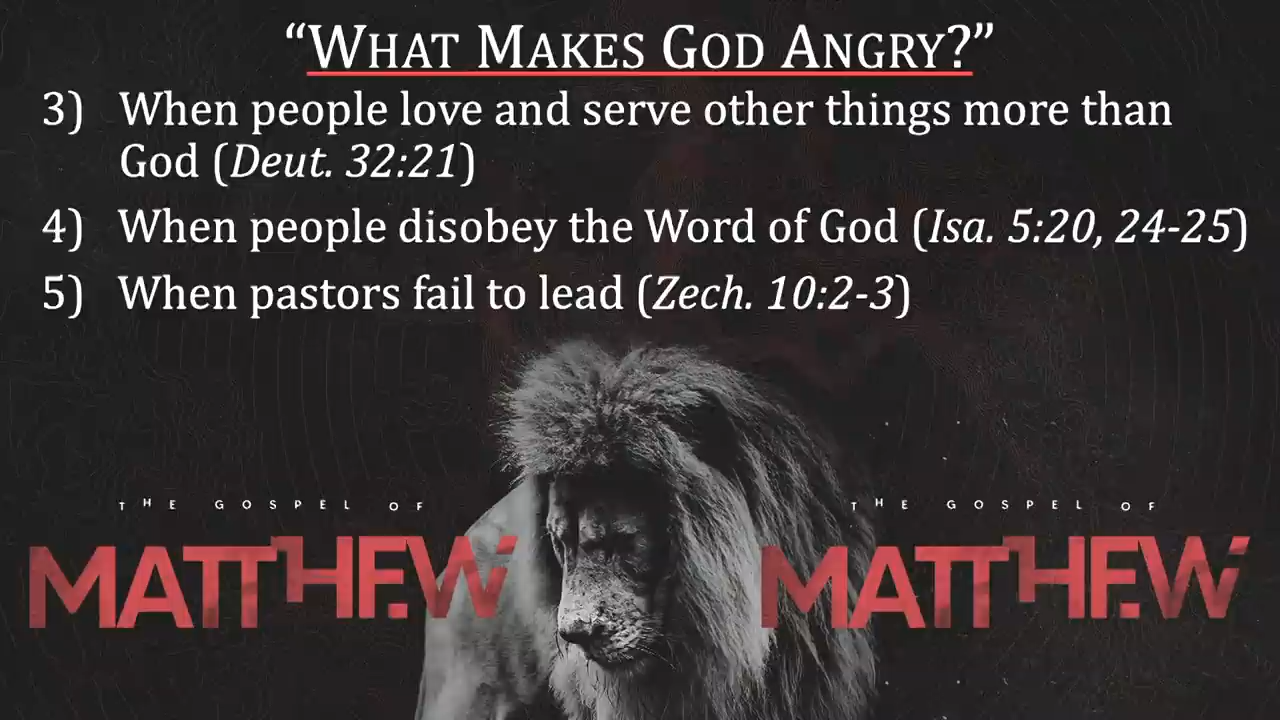 “WHAT MAKES GOD ANGRY?”
3) When people love and serve other things more than
God (Deut. 32:21)
4) When people disobey the Word of God (Isa. 5:20, 24-25)
5) When pastors fail to lead (Zech. 10:2-3)
THE GOSPEL OF
MATTHEW
THE GOSPEL OF
MATTHEW